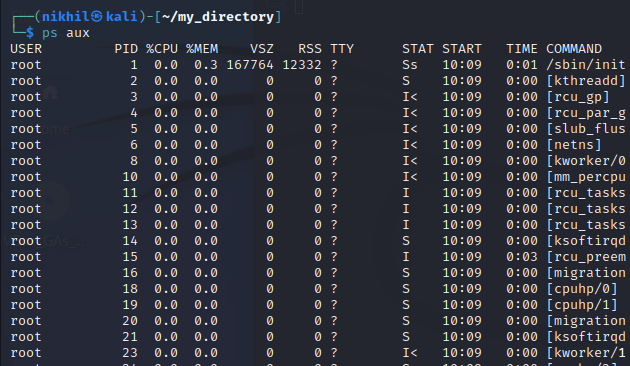 (nikhil㉿kali)-[~/my_directory]
$ ps aux
USER PID %CPU %MEM VSZ RSS TTY STAT START TIME COMMAND
root 1 0.0 0.3 167764 12332 ? Ss 10:09 0:01 /sbin/init
root 2 0.0 0.0 0 0 ? S 10:09 0:00 [kthreadd]
root 3 0.0 0.0 0 0 ? I< 10:09 0:00 [rcu_gp]
root 4 0.0 0.0 0 0 ? I< 10:09 0:00 [rcu_par_g
root 5 0.0 0.0 0 0 ? I< 10:09 0:00 [slub_flus
root 6 0.0 0.0 0 0 ? I< 10:09 0:00 [netns]
root 8 0.0 0.0 0 0 ? I< 10:09 0:00 [kworker/0
root 10 0.0 0.0 0 0 ? I< 10:09 0:00 [mm_percpu
root 11 0.0 0.0 0 0 ? I 10:09 0:00 [rcu_tasks
root 12 0.0 0.0 0 0 ? I 10:09 0:00 [rcu_tasks
root 13 0.0 0.0 0 0 ? I 10:09 0:00 [rcu_tasks
root 14 0.0 0.0 0 0 ? S 10:09 0:00 [ksoftirqd
root 15 0.0 0.0 0 0 ? I 10:09 0:03 [rcu_preem
root 16 0.0 0.0 0 0 ? S 10:09 0:00 [migration
root 18 0.0 0.0 0 0 ? S 10:09 0:00 [cpuhp/0]
root 19 0.0 0.0 0 0 ? S 10:09 0:00 [cpuhp/1]
root 20 0.0 0.0 0 0 ? S 10:09 0:00 [migration
root 21 0.0 0.0 0 0 ? S 10:09 0:00 [ksoftirqd
root 23 0.0 0.0 0 0 ? I< 10:09 0:00 [kworker/1